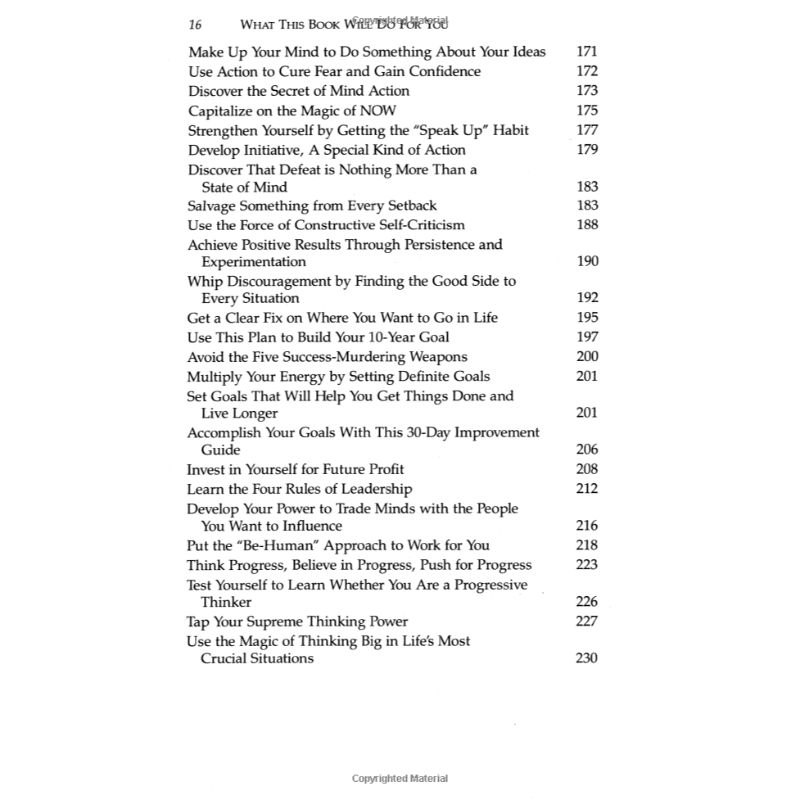 Copyrighted Material
16 WHAT THIS BOOK WILL DO FOR YOU
Make Up Your Mind to Do Something About Your Ideas 171
Use Action to Cure Fear and Gain Confidence 172
Discover the Secret of Mind Action 173
Capitalize on the Magic of NOW 175
Strengthen Yourself by Getting the “Speak Up” Habit 177
Develop Initiative, A Special Kind of Action 179
Discover That Defeat is Nothing More Than a
State of Mind 183
Salvage Something from Every Setback 183
Use the Force of Constructive Self-Criticism 188
Achieve Positive Results Through Persistence and
Experimentation 190
Whip Discouragement by Finding the Good Side to
Every Situation 192
Get a Clear Fix on Where You Want to Go in Life 195
Use This Plan to Build Your 10-Year Goal 197
Avoid the Five Success-Murdering Weapons 200
Multiply Your Energy by Setting Definite Goals 201
Set Goals That Will Help You Get Things Done and
Live Longer 201
Accomplish Your Goals With This 30-Day Improvement
Guide 206
Invest in Yourself for Future Profit 208
Learn the Four Rules of Leadership 212
Develop Your Power to Trade Minds with the People
You Want to Influence 216
Put the “Be-Human” Approach to Work for You 218
Think Progress, Believe in Progress, Push for Progress 223
Test Yourself to Learn Whether You Are a Progressive
Thinker 226
Tap Your Supreme Thinking Power 227
Use the Magic of Thinking Big in Life’s Most
Crucial Situations 230
Copyrighted Material